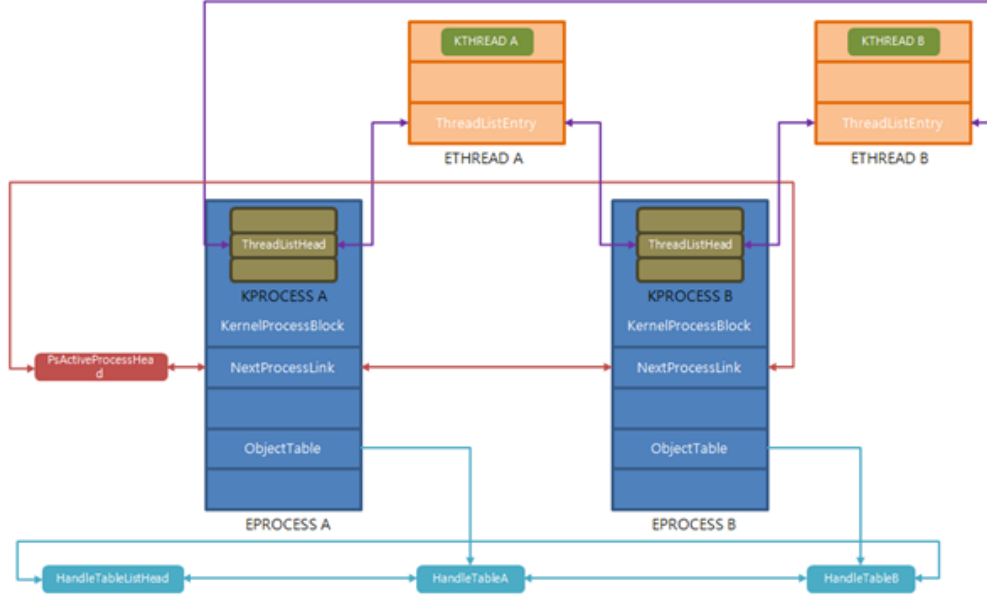 KTHREAD A
KTHREAD B
ThreadListEntry
ThreadListEntry
ETHREAD A
ETHREAD B
ThreadListHead
ThreadListHead
KPROCESS A
KPROCESS B
KernelProcessBlock
KernelProcessBlock
PsActiveProcessHea
d
NextProcessLink
NextProcessLink
ObjectTable
ObjectTable
EPROCESS A
EPROCESS B
HandleTableListHead
HandleTableA
HandleTableB